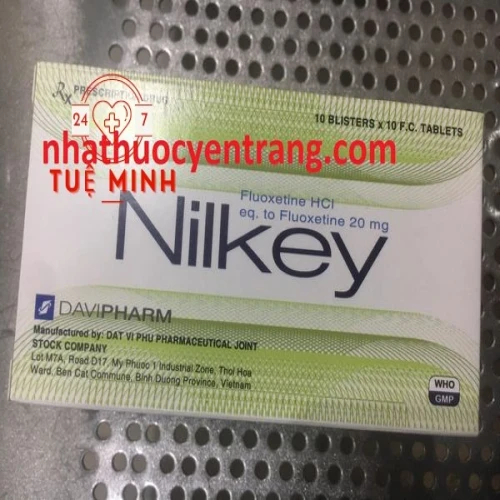 Rx PRESCRIPTION DRUG
24 7
10 BLISTERS x 10 F.C. TABLETS
nhathuocyentrang.com
TUỆ MINH
Fluoxetine HCl
eq. to Fluoxetine 20 mg
Nilkey
DAVIPHARM
Manufactured by: DAT VI PHU PHARMACEUTICAL JOINT
STOCK COMPANY
Lot M7A, Road D17, My Phuoc 1 Industrial Zone, Thoi Hoa
Ward, Ben Cat Commune, Binh Duong Province, Vietnam
WHO
GMP